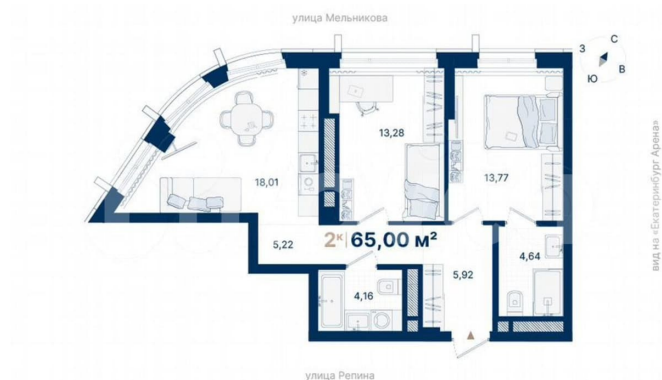 улица Мельникова
З
С
Ю
В
13,28
18,01
13,77
вид на «Екатеринбург Арена»
5,22
2к
65,00 м²
4,64
5,92
4,16
улица Репина